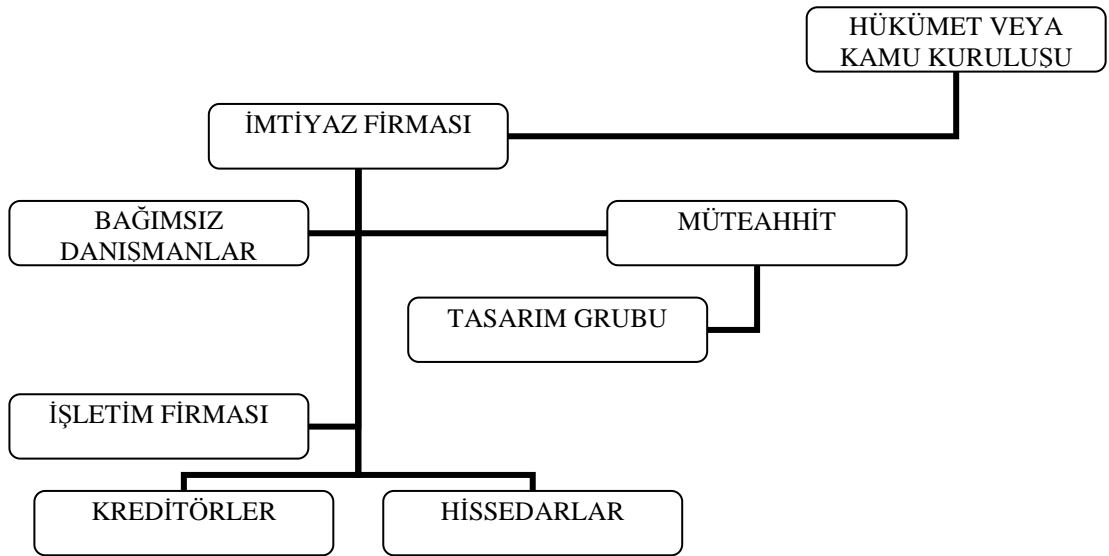 HÜKÜMET VEYA
KAMU KURULUŞU
İMTİYAZ FİRMASI
BAĞIMSIZ
DANIŞMANLAR
MÜTEAHHİT
TASARIM GRUBU
İŞLETİM FİRMASI
KREDİTÖRLER
HİSSEDARLAR